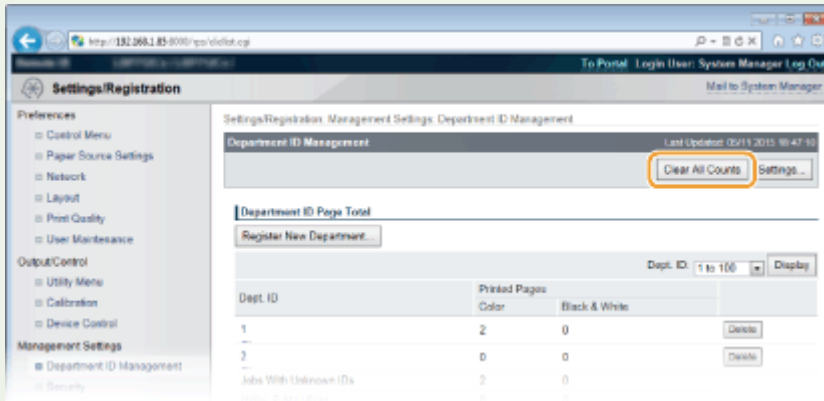 http://192.168.1.85:8000/rps/cliclist.cgi
To Portal Login User: System Manager Log Out
Settings/Registration
Mail to System Manager
Preferences
Control Menu
Paper Source Settings
Network
Layout
Print Quality
User Maintenance
Output/Control
Utility Menu
Calibration
Device Control
Management Settings
Department ID Management
Security
Settings/Registration: Management Settings: Department ID Management
Department ID Management
Last Updated: 05/11 2015 18:47:10
Clear All Counts
Settings...
Department ID Page Total
Register New Department...
Dept. ID: 1 to 100 Display
Dept. ID
Printed Pages
Color Black & White
1 2 0 Delete
2 0 0 Delete
Jobs With Unknown IDs 2 0